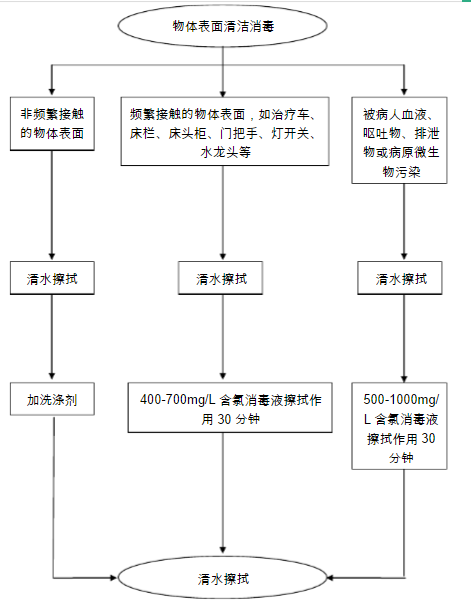 物体表面清洁消毒
非频繁接触
的物体表面
频繁接触的物体表面，如治疗车、
床栏、床头柜、门把手、灯开关、
水龙头等
被病人血液、
呕吐物、排泄
物或病原微生
物污染
清水擦拭
清水擦拭
清水擦拭
加洗涤剂
400-700mg/L 含氯消毒液擦拭作
用 30 分钟
500-1000mg/
L 含氯消毒液
擦拭作用 30
分钟
清水擦拭